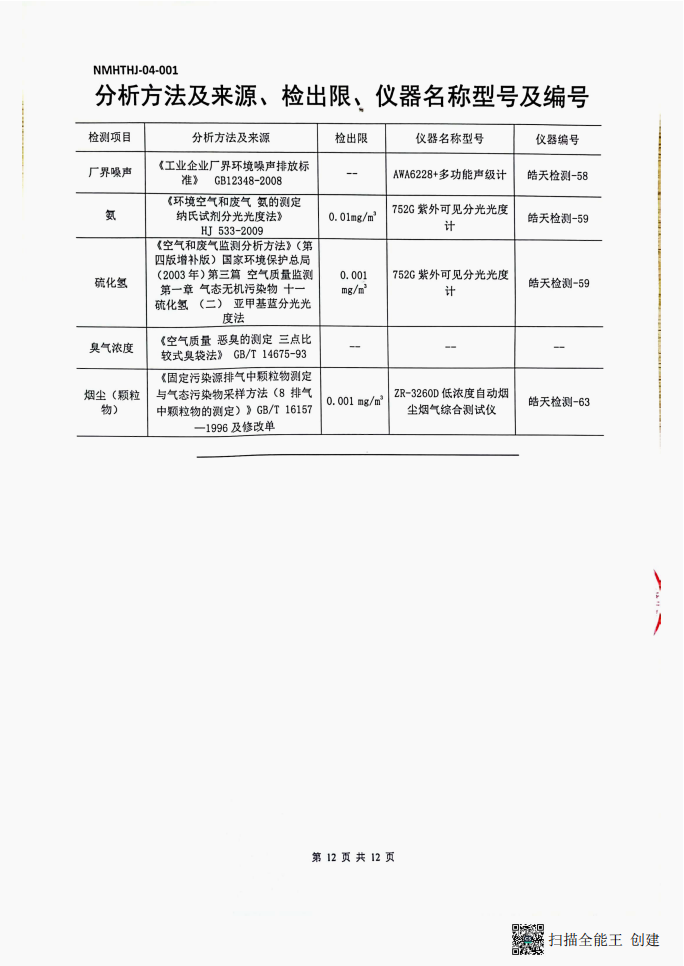 NMHTHJ-04-001
分析方法及来源、检出限、仪器名称型号及编号
检测项目
分析方法及来源
检出限
仪器名称型号
仪器编号
厂界噪声
《工业企业厂界环境噪声排放标
准》 GB12348-2008
--
AWA6228+多功能声级计
皓天检测-58
氨
《环境空气和废气 氨的测定
纳氏试剂分光光度法》
HJ 533-2009
0.01mg/m³
752G 紫外可见分光光度
计
皓天检测-59
硫化氢
《空气和废气监测分析方法》（第
四版增补版）国家环境保护总局
（2003 年）第三篇 空气质量监测
第一章 气态无机污染物 十一
硫化氢 （二） 亚甲基蓝分光光
度法
0.001
mg/m³
752G 紫外可见分光光度
计
皓天检测-59
臭气浓度
《空气质量 恶臭的测定 三点比
较式臭袋法》 GB/T 14675-93
--
--
--
烟尘（颗粒
物）
《固定污染源排气中颗粒物测定
与气态污染物采样方法（8 排气
中颗粒物的测定）》GB/T 16157
—1996 及修改单
0.001 mg/m³
ZR-3260D 低浓度自动烟
尘烟气综合测试仪
皓天检测-63
第 12 页 共 12 页
扫描全能王 创建